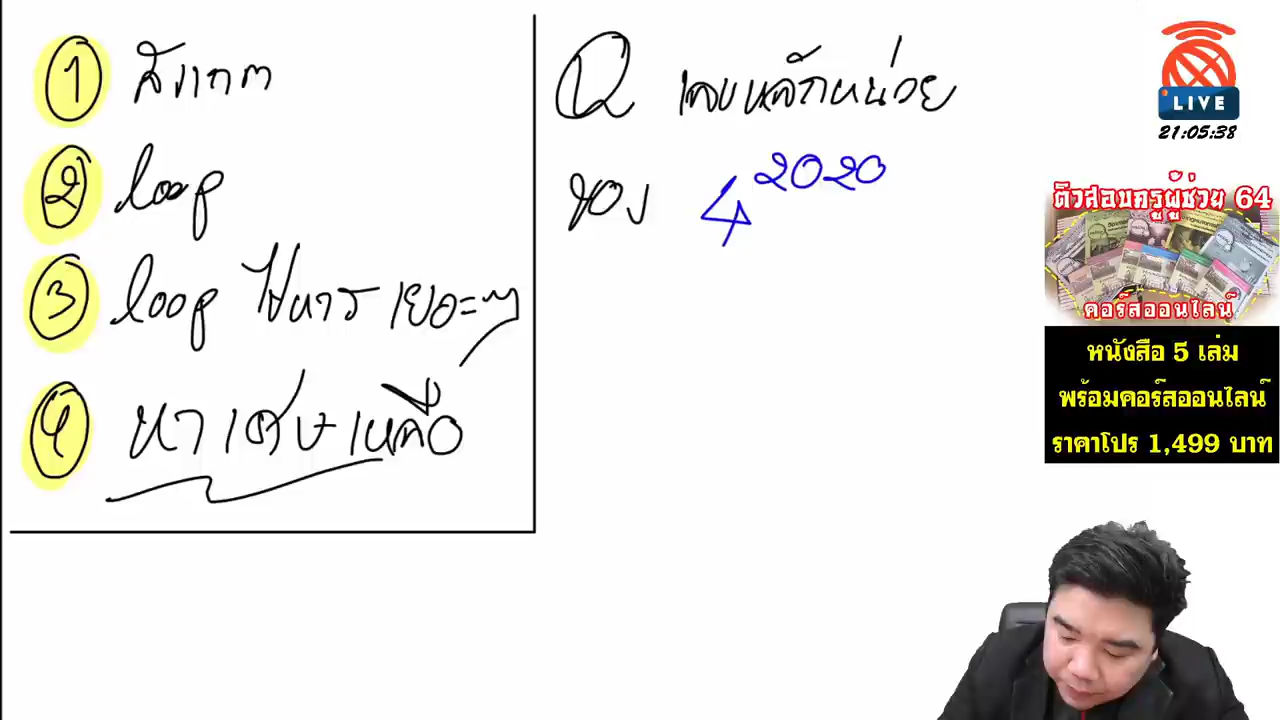 ① สังเกต
② loop
③ loop ไปหาร เยอะๆ
④ หาเศษเหลือ
Q เลขหลักหน่วย
ของ 4²⁰²⁰
LIVE
21:05:38
ติวสอบครูผู้ช่วย 64
คอร์สออนไลน์
หนังสือ 5 เล่ม
พร้อมคอร์สออนไลน์
ราคาโปร 1,499 บาท